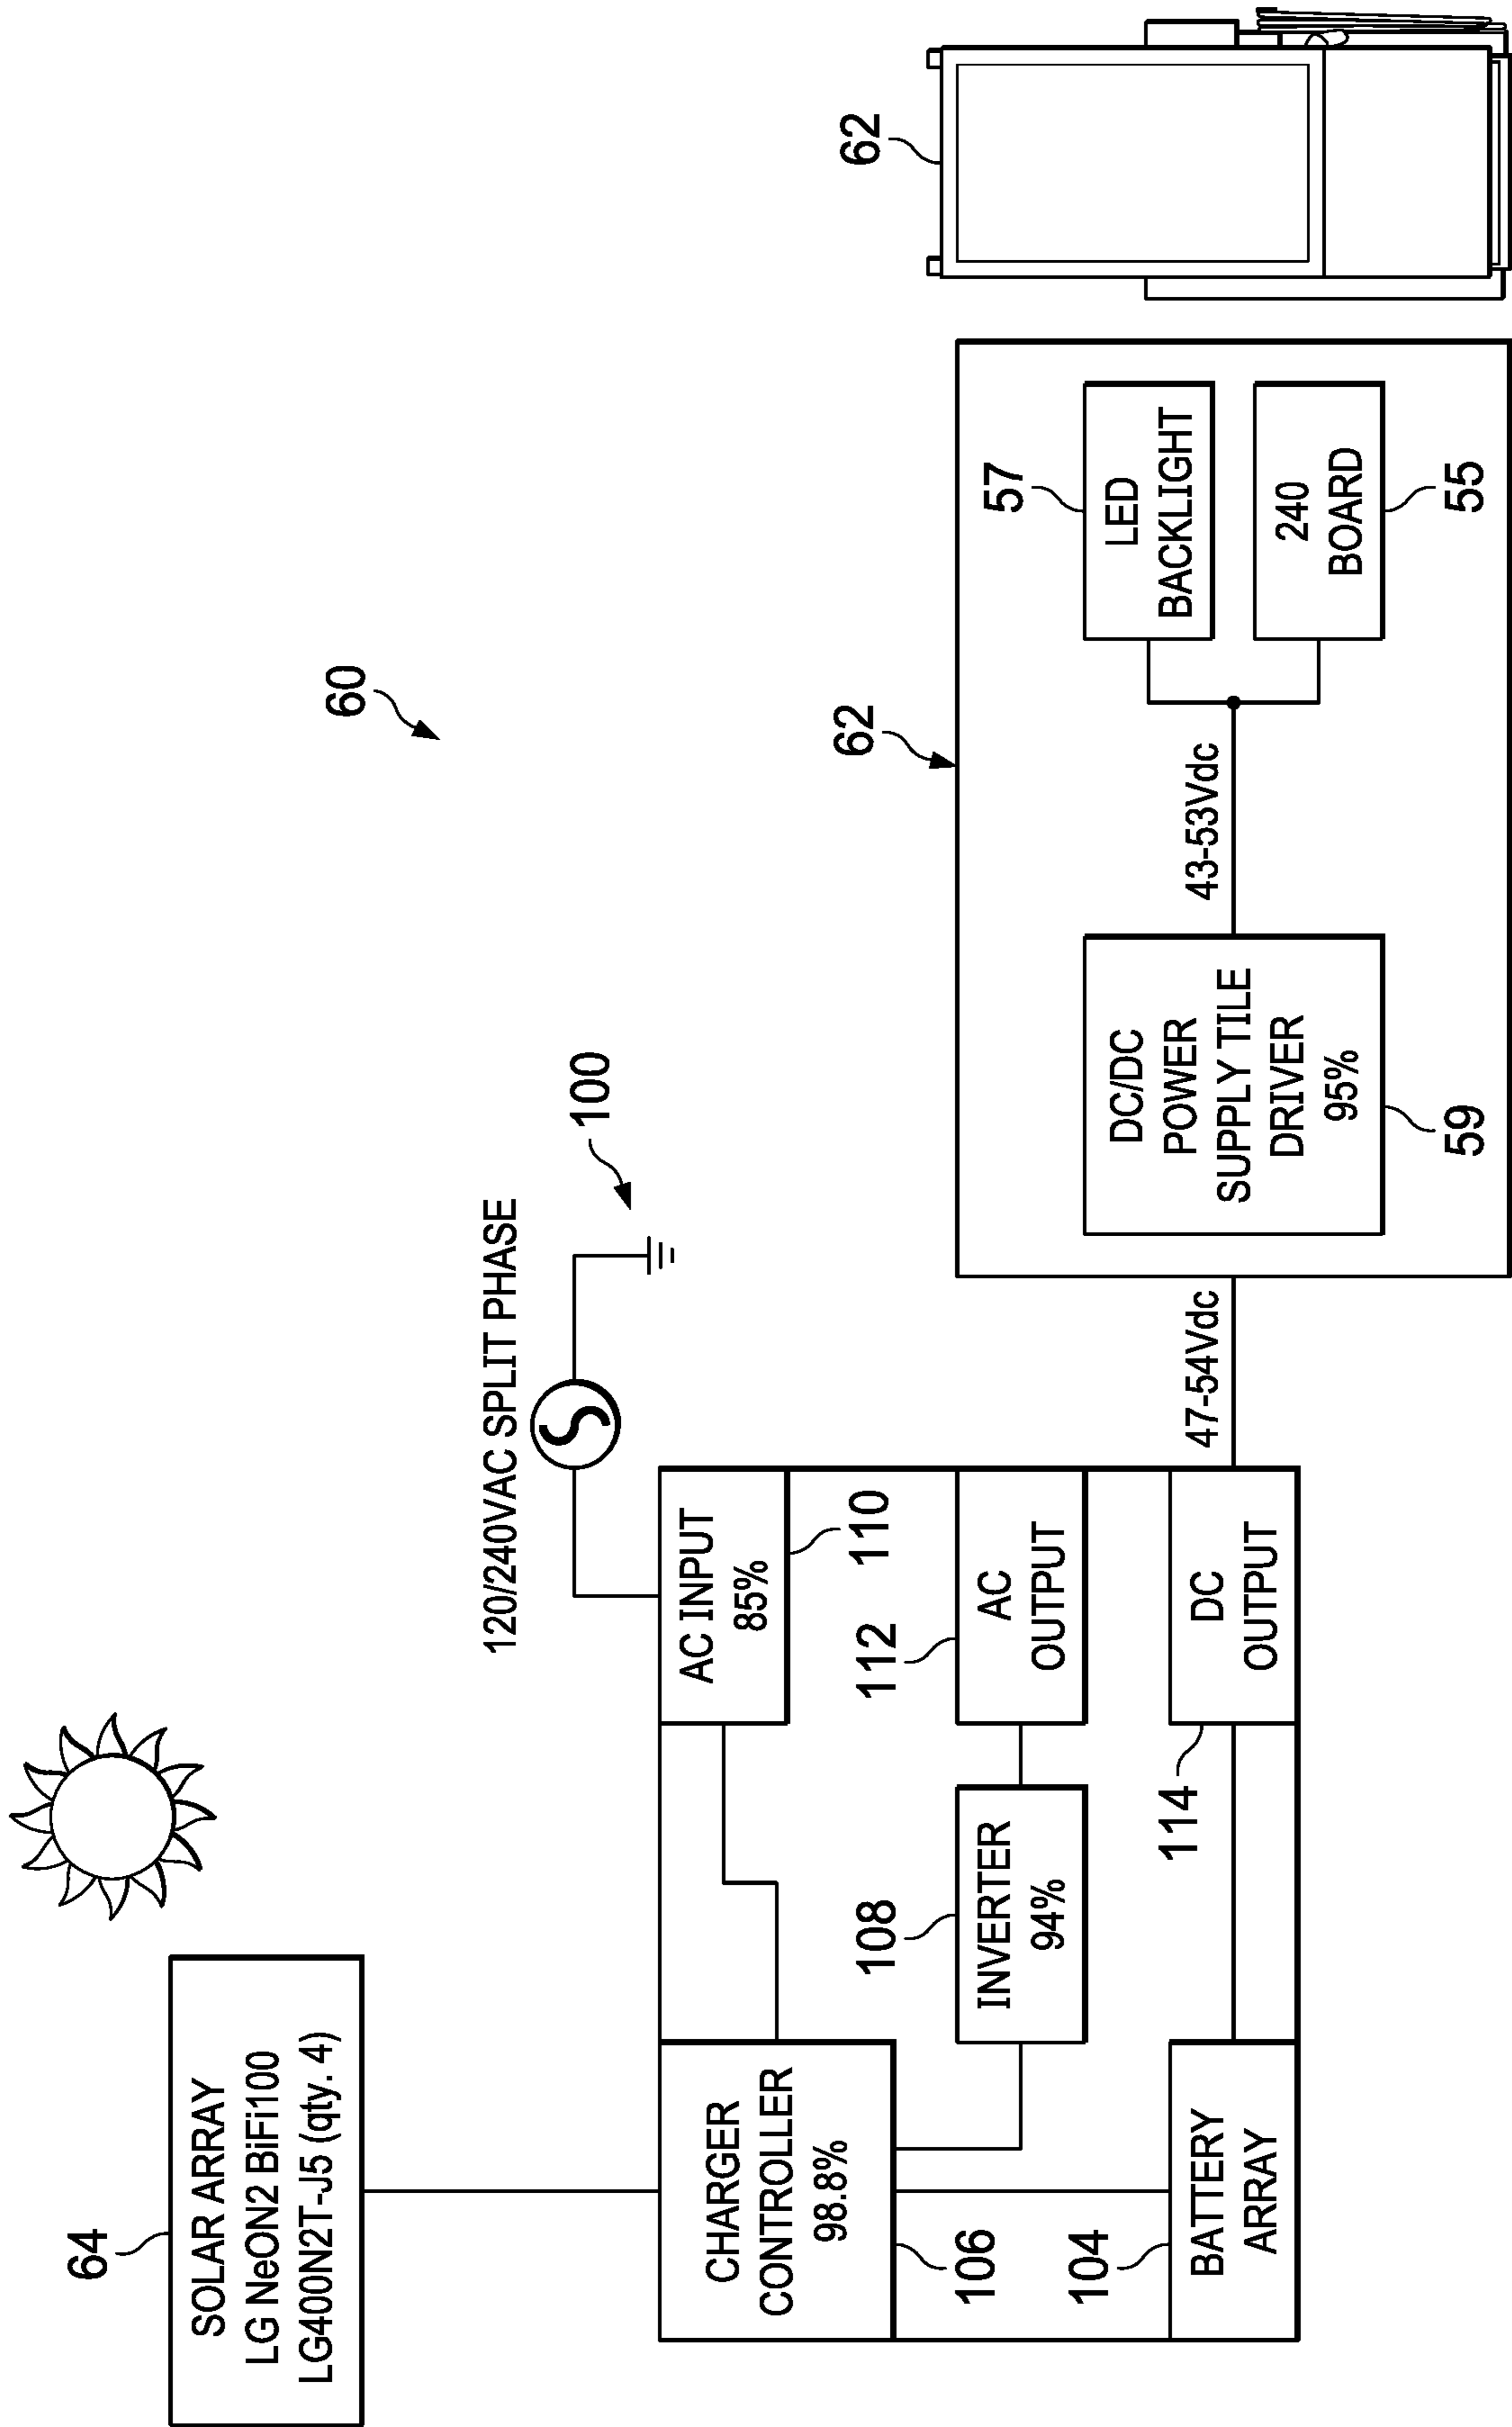 60
64
SOLAR ARRAY
LG NeON2 BiFi100
LG400N2T-J5 (qty. 4)
120/240VAC SPLIT PHASE
100
CHARGER
CONTROLLER
98.8%
106
AC INPUT
85%
110
108
INVERTER
94%
112
AC
OUTPUT
104
BATTERY
ARRAY
114
DC
OUTPUT
47-54Vdc
62
DC/DC
POWER
SUPPLY TILE
DRIVER
95%
59
43-53Vdc
57
LED
BACKLIGHT
240
BOARD
55
62